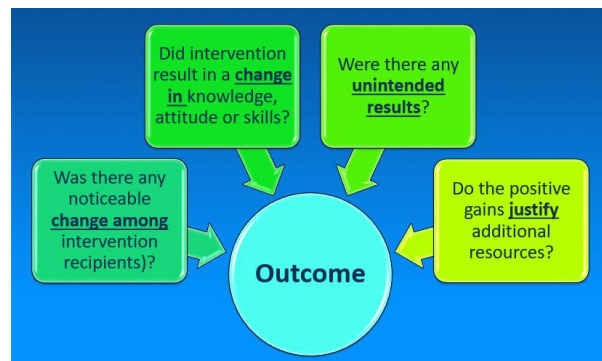 Did intervention
result in a change
in knowledge,
attitude or skills?
Were there any
unintended
results?
Was there any
noticeable
change among
intervention
recipients)?
Do the positive
gains justify
additional
resources?
Outcome